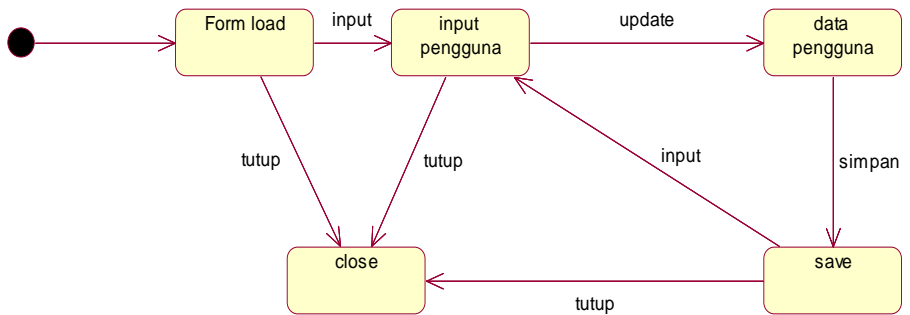 Form load
input
input
pengguna
update
data
pengguna
tutup
tutup
input
simpan
close
save
tutup